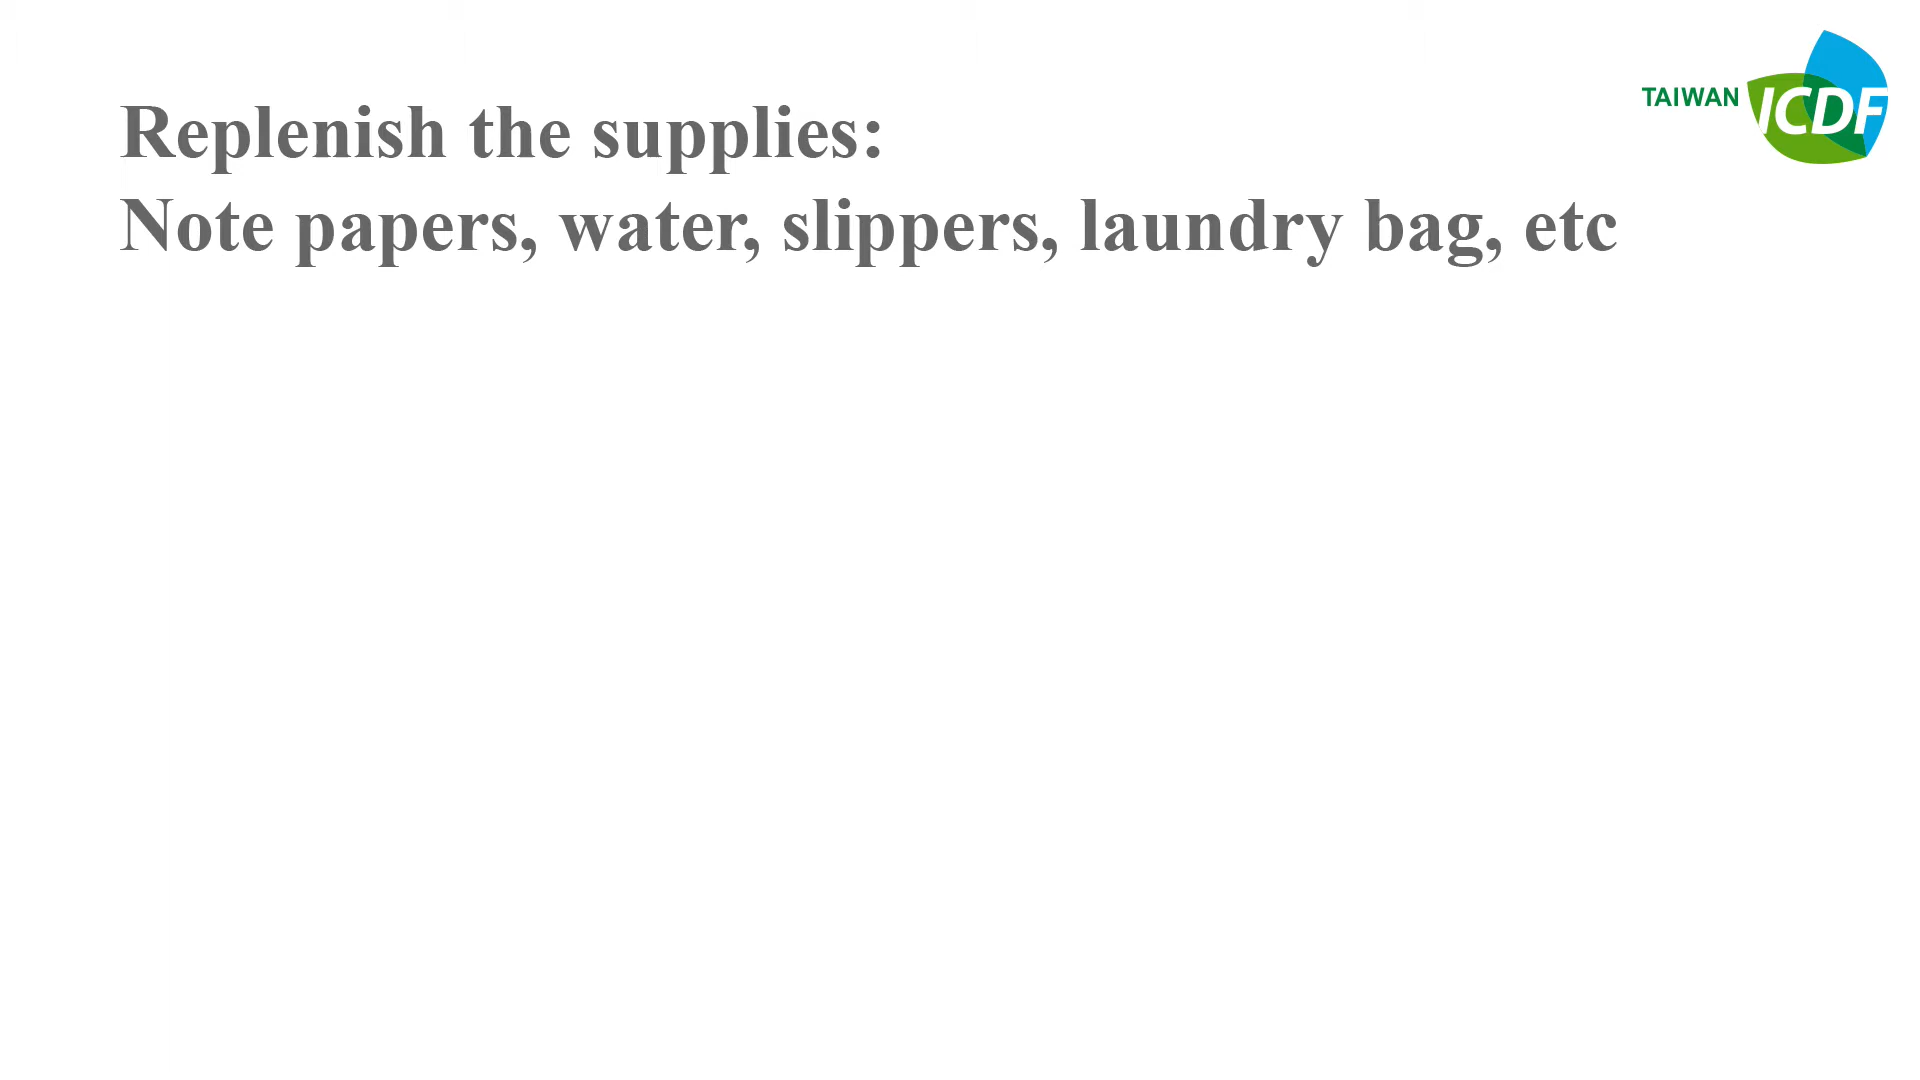 TAIWAN ICDF
Replenish the supplies:
Note papers, water, slippers, laundry bag, etc